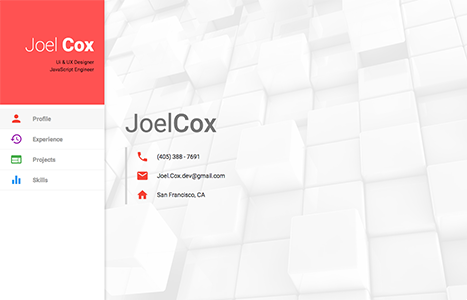 Joel Cox
UI & UX Designer
JavaScript Engineer
Profile
Experience
Projects
Skills
JoelCox
(403) 388 - 7691
Joel.Cox.dev@gmail.com
San Francisco, CA